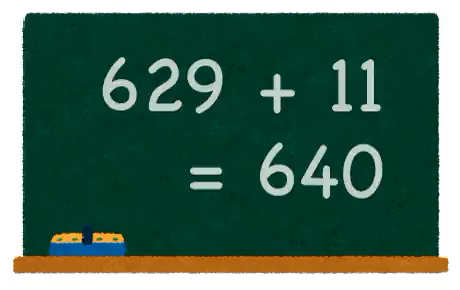 629 + 11
= 640